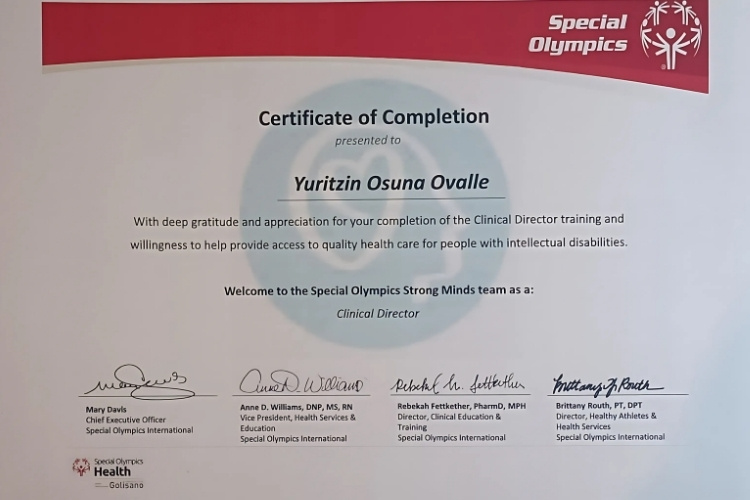 Special
Olympics
Certificate of Completion
presented to
Yuritzin Osuna Ovalle
With deep gratitude and appreciation for your completion of the Clinical Director training and
willingness to help provide access to quality health care for people with intellectual disabilities.
Welcome to the Special Olympics Strong Minds team as a:
Clinical Director
Mary Davis
Chief Executive Officer
Special Olympics International
Anne D. Williams
Anne D. Williams, DNP, MS, RN
Vice President, Health Services &
Education
Special Olympics International
Rebekah Fettkether, PharmD, MPH
Director, Clinical Education &
Training
Special Olympics International
Brittany Routh, PT, DPT
Director, Healthy Athletes &
Health Services
Special Olympics International
Special Olympics
Health
Golisano